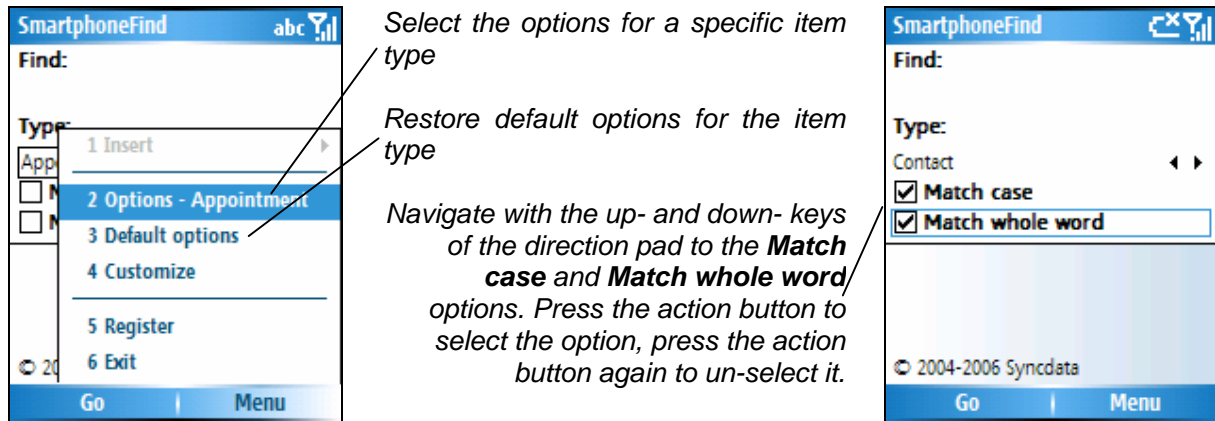 SmartphoneFind abc
Find:
Type:
App
1 Insert
2 Options - Appointment
3 Default options
4 Customize
5 Register
6 Exit
© 20
Go Menu
Select the options for a specific item
type
Restore default options for the item
type
Navigate with the up- and down- keys
of the direction pad to the Match
case and Match whole word
options. Press the action button to
select the option, press the action
button again to un-select it.
SmartphoneFind
Find:
Type:
Contact
Match case
Match whole word
© 2004-2006 Syncdata
Go Menu